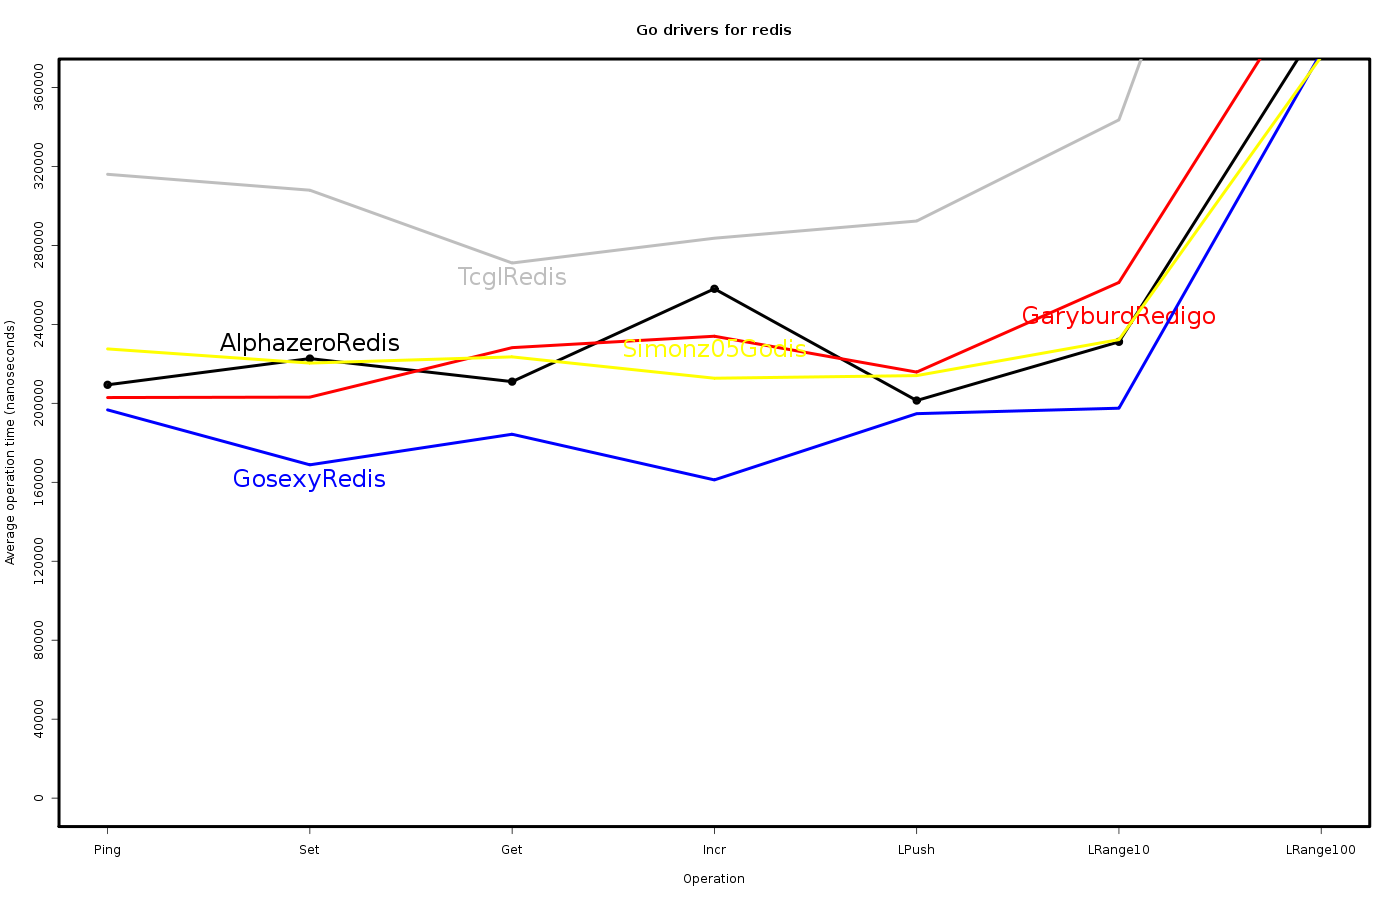 Go drivers for redis
Average operation time (nanoseconds)
360000
320000
280000
240000
200000
160000
120000
80000
40000
0
TcglRedis
AlphazeroRedis
GaryburdRedigo
Simonz05Godis
GosexyRedis
Ping
Set
Get
Incr
LPush
LRange10
LRange100
Operation